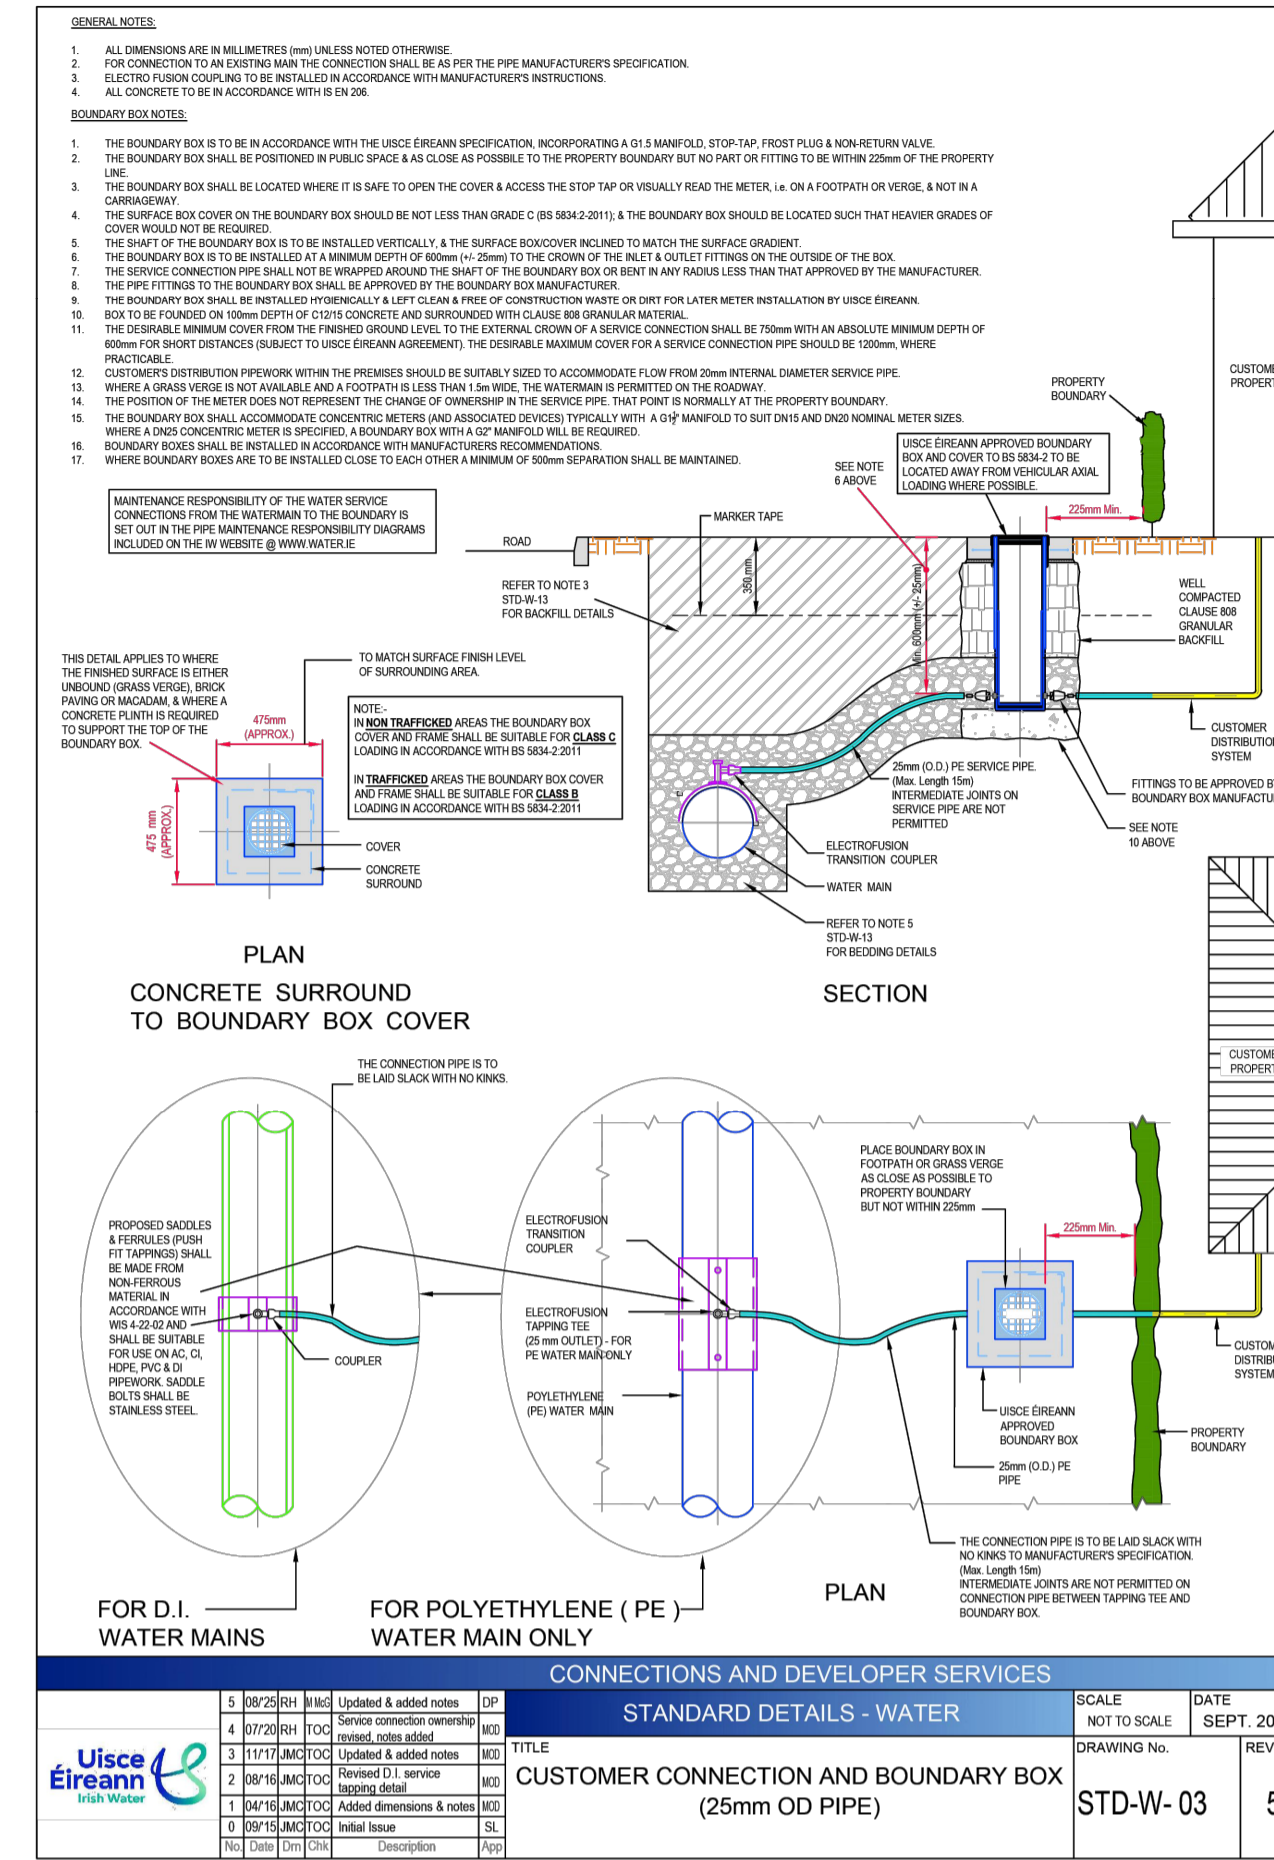 GENERAL NOTES:
1. ALL DIMENSIONS ARE IN MILLIMETRES (mm) UNLESS NOTED OTHERWISE.
2. FOR CONNECTION TO AN EXISTING MAIN THE CONNECTION SHALL BE AS PER THE PIPE MANUFACTURER'S SPECIFICATION.
3. ELECTRO FUSION COUPLING TO BE INSTALLED IN ACCORDANCE WITH MANUFACTURER'S INSTRUCTIONS.
4. ALL CONCRETE TO BE IN ACCORDANCE WITH IS EN 206.
BOUNDARY BOX NOTES:
1. THE BOUNDARY BOX IS TO BE IN ACCORDANCE WITH THE UISCE ÉIREANN SPECIFICATION, INCORPORATING A G1.5 MANIFOLD, STOP-TAP, FROST PLUG & NON-RETURN VALVE.
2. THE BOUNDARY BOX SHALL BE POSITIONED IN PUBLIC SPACE & AS CLOSE AS POSSBILE TO THE PROPERTY BOUNDARY BUT NO PART OR FITTING TO BE WITHIN 225mm OF THE PROPERTY
LINE.
3. THE BOUNDARY BOX SHALL BE LOCATED WHERE IT IS SAFE TO OPEN THE COVER & ACCESS THE STOP TAP OR VISUALLY READ THE METER, i.e. ON A FOOTPATH OR VERGE, & NOT IN A
CARRIAGEWAY.
4. THE SURFACE BOX COVER ON THE BOUNDARY BOX SHOULD BE NOT LESS THAN GRADE C (BS 5834:2-2011); & THE BOUNDARY BOX SHOULD BE LOCATED SUCH THAT HEAVIER GRADES OF
COVER WOULD NOT BE REQUIRED.
5. THE SHAFT OF THE BOUNDARY BOX IS TO BE INSTALLED VERTICALLY, & THE SURFACE BOX/COVER INCLINED TO MATCH THE SURFACE GRADIENT.
6. THE BOUNDARY BOX IS TO BE INSTALLED AT A MINIMUM DEPTH OF 600mm (+/- 25mm) TO THE CROWN OF THE INLET & OUTLET FITTINGS ON THE OUTSIDE OF THE BOX.
7. THE SERVICE CONNECTION PIPE SHALL NOT BE WRAPPED AROUND THE SHAFT OF THE BOUNDARY BOX OR BENT IN ANY RADIUS LESS THAN THAT APPROVED BY THE MANUFACTURER.
8. THE PIPE FITTINGS TO THE BOUNDARY BOX SHALL BE APPROVED BY THE BOUNDARY BOX MANUFACTURER.
9. THE BOUNDARY BOX SHALL BE INSTALLED HYGIENICALLY & LEFT CLEAN & FREE OF CONSTRUCTION WASTE OR DIRT FOR LATER METER INSTALLATION BY UISCE ÉIREANN.
10. BOX TO BE FOUNDED ON 100mm DEPTH OF C12/15 CONCRETE AND SURROUNDED WITH CLAUSE 808 GRANULAR MATERIAL.
11. THE DESIRABLE MINIMUM COVER FROM THE FINISHED GROUND LEVEL TO THE EXTERNAL CROWN OF A SERVICE CONNECTION SHALL BE 750mm WITH AN ABSOLUTE MINIMUM DEPTH OF
600mm FOR SHORT DISTANCES (SUBJECT TO UISCE ÉIREANN AGREEMENT). THE DESIRABLE MAXIMUM COVER FOR A SERVICE CONNECTION PIPE SHOULD BE 1200mm, WHERE
PRACTICABLE.
12. CUSTOMER'S DISTRIBUTION PIPEWORK WITHIN THE PREMISES SHOULD BE SUITABLY SIZED TO ACCOMMODATE FLOW FROM 20mm INTERNAL DIAMETER SERVICE PIPE.
13. WHERE A GRASS VERGE IS NOT AVAILABLE AND A FOOTPATH IS LESS THAN 1.5m WIDE, THE WATERMAIN IS PERMITTED ON THE ROADWAY.
14. THE POSITION OF THE METER DOES NOT REPRESENT THE CHANGE OF OWNERSHIP IN THE SERVICE PIPE. THAT POINT IS NORMALLY AT THE PROPERTY BOUNDARY.
15. THE BOUNDARY BOX SHALL ACCOMMODATE CONCENTRIC METERS (AND ASSOCIATED DEVICES) TYPICALLY WITH A G1½" MANIFOLD TO SUIT DN15 AND DN20 NOMINAL METER SIZES.
WHERE A DN25 CONCENTRIC METER IS SPECIFIED, A BOUNDARY BOX WITH A G2" MANIFOLD WILL BE REQUIRED.
16. BOUNDARY BOXES SHALL BE INSTALLED IN ACCORDANCE WITH MANUFACTURERS RECOMMENDATIONS.
17. WHERE BOUNDARY BOXES ARE TO BE INSTALLED CLOSE TO EACH OTHER A MINIMUM OF 500mm SEPARATION SHALL BE MAINTAINED.
MAINTENANCE RESPONSIBILITY OF THE WATER SERVICE
CONNECTIONS FROM THE WATERMAIN TO THE BOUNDARY IS
SET OUT IN THE PIPE MAINTENANCE RESPONSIBILITY DIAGRAMS
INCLUDED ON THE IW WEBSITE @ WWW.WATER.IE
PROPERTY
BOUNDARY
SEE NOTE
6 ABOVE
UISCE ÉIREANN APPROVED BOUNDARY
BOX AND COVER TO BS 5834-2 TO BE
LOCATED AWAY FROM VEHICULAR AXIAL
LOADING WHERE POSSIBLE.
225mm Min.
MARKER TAPE
ROAD
350 mm
Min. 600mm (+/- 25mm)
REFER TO NOTE 3
STD-W-13
FOR BACKFILL DETAILS
WELL
COMPACTED
CLAUSE 808
GRANULAR
BACKFILL
CUSTOMER
SYSTEM
FITTINGS TO BE APPROVED
BOUNDARY BOX
SEE NOTE
10 ABOVE
25mm (O.D.) PE SERVICE PIPE.
(Max. Length 15m)
INTERMEDIATE JOINTS ON
SERVICE PIPE ARE NOT
PERMITTED
ELECTROFUSION
TRANSITION COUPLER
WATER MAIN
REFER TO NOTE 5
STD-W-13
FOR BEDDING DETAILS
SECTION
THIS DETAIL APPLIES TO WHERE
THE FINISHED SURFACE IS EITHER
UNBOUND (GRASS VERGE), BRICK
PAVING OR MACADAM, & WHERE A
CONCRETE PLINTH IS REQUIRED
TO SUPPORT THE TOP OF THE
BOUNDARY BOX.
TO MATCH SURFACE FINISH LEVEL
OF SURROUNDING AREA.
475mm
(APPROX.)
475 mm
(APPROX.)
NOTE:-
IN NON TRAFFICKED AREAS THE BOUNDARY BOX
COVER AND FRAME SHALL BE SUITABLE FOR CLASS C
LOADING IN ACCORDANCE WITH BS 5834-2:2011
IN TRAFFICKED AREAS THE BOUNDARY BOX COVER
AND FRAME SHALL BE SUITABLE FOR CLASS B
LOADING IN ACCORDANCE WITH BS 5834-2:2011
COVER
CONCRETE
SURROUND
PLAN
CONCRETE SURROUND
TO BOUNDARY BOX COVER
THE CONNECTION PIPE IS TO
BE LAID SLACK WITH NO KINKS.
PROPOSED SADDLES
& FERRULES (PUSH
FIT TAPPINGS) SHALL
BE MADE FROM
NON-FERROUS
MATERIAL IN
ACCORDANCE WITH
WIS 4-22-02 AND
SHALL BE SUITABLE
FOR USE ON AC, CI,
HDPE, PVC & DI
PIPEWORK. SADDLE
BOLTS SHALL BE
STAINLESS STEEL.
COUPLER
ELECTROFUSION
TRANSITION
COUPLER
ELECTROFUSION
TAPPING TEE
(25 mm OUTLET) - FOR
PE WATER MAIN ONLY
POYLETHYLENE
(PE) WATER MAIN
PLACE BOUNDARY BOX IN
FOOTPATH OR GRASS VERGE
AS CLOSE AS POSSIBLE TO
PROPERTY BOUNDARY
BUT NOT WITHIN 225mm
225mm Min.
UISCE ÉIREANN
APPROVED
BOUNDARY BOX
25mm (O.D.) PE
PIPE
SYSTEM
PROPERTY
BOUNDARY
THE CONNECTION PIPE IS TO BE LAID SLACK WITH
NO KINKS TO MANUFACTURER'S SPECIFICATION.
(Max. Length 15m)
INTERMEDIATE JOINTS ARE NOT PERMITTED ON
CONNECTION PIPE BETWEEN TAPPING TEE AND
BOUNDARY BOX.
PLAN
FOR D.I.
WATER MAINS
FOR POLYETHYLENE ( PE )
WATER MAIN ONLY
CONNECTIONS AND DEVELOPER SERVICES
STANDARD DETAILS - WATER
Uisce
Éireann
Irish Water
5 08/'25 RH M McG Updated & added notes DP
4 07/'20 RH TOC Service connection ownership revised, notes added MOD
3 11/'17 JMC TOC Updated & added notes MOD
2 08/'16 JMC TOC Revised D.I. service tapping detail MOD
1 04/'16 JMC TOC Added dimensions & notes MOD
0 09/'15 JMC TOC Initial Issue SL
No. Date Drn Chk Description App
TITLE
CUSTOMER CONNECTION AND BOUNDARY BOX
(25mm OD PIPE)
SCALE
NOT TO SCALE
DATE
SEPT. 20
DRAWING No.
STD-W- 03
REV
5